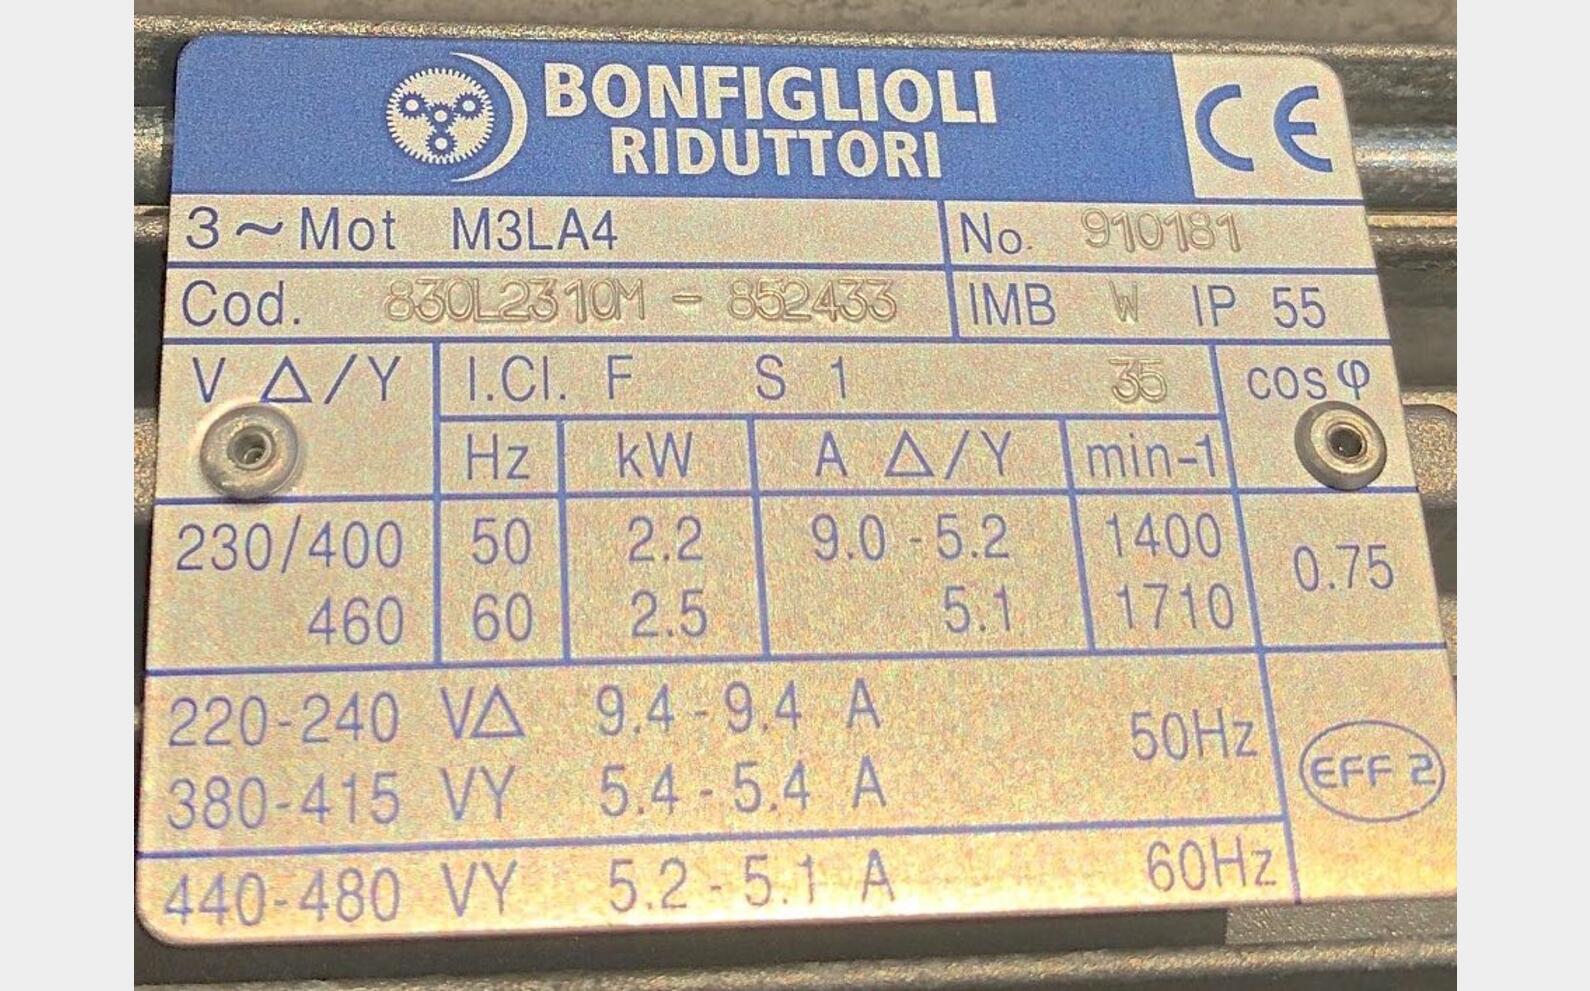 BONFIGLIOLI
RIDUTTORI
CE
3~Mot M3LA4 No. 910181
Cod. 830L2310M - 852433 IMB W IP 55
V Δ/Y I.Cl. F S 1 35 cos φ
Hz kW A Δ/Y min-1
230/400 50 2.2 9.0 - 5.2 1400 0.75
460 60 2.5 5.1 1710
220-240 VΔ 9.4 - 9.4 A 50Hz
380-415 VY 5.4 - 5.4 A
EFF 2
440-480 VY 5.2 - 5.1 A 60Hz